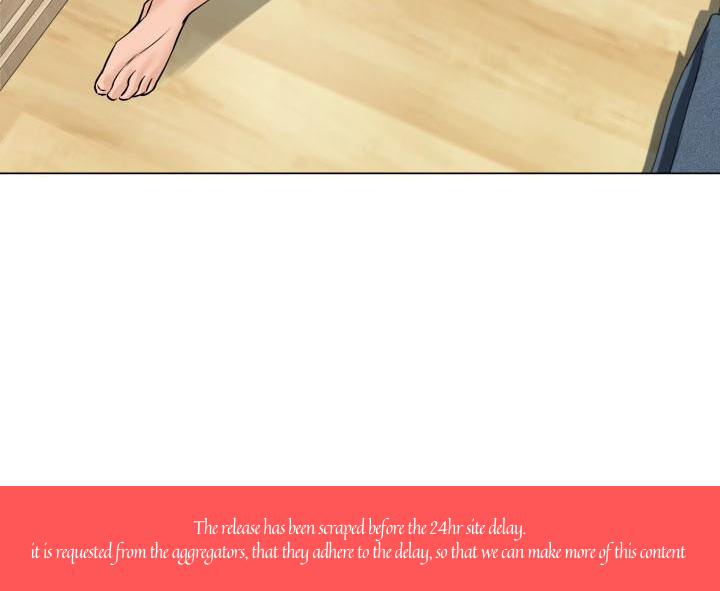 The release has been scraped before the 24hr site delay.
it is requested from the aggregators, that they adhere to the delay, so that we can make more of this content